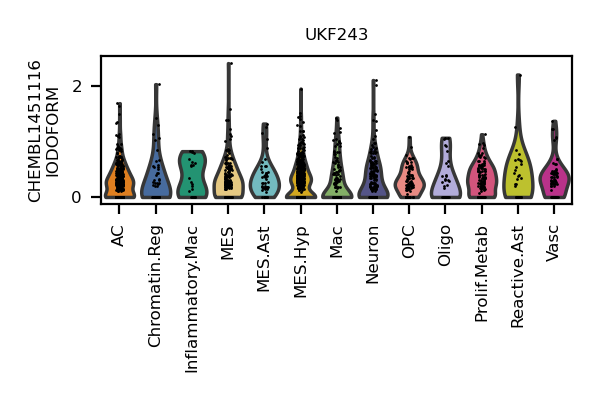 UKF243
CHEMBL1451116
IODOFORM
2
0
AC
Chromatin.Reg
Inflammatory.Mac
MES
MES.Ast
MES.Hyp
Mac
Neuron
OPC
Oligo
Prolif.Metab
Reactive.Ast
Vasc